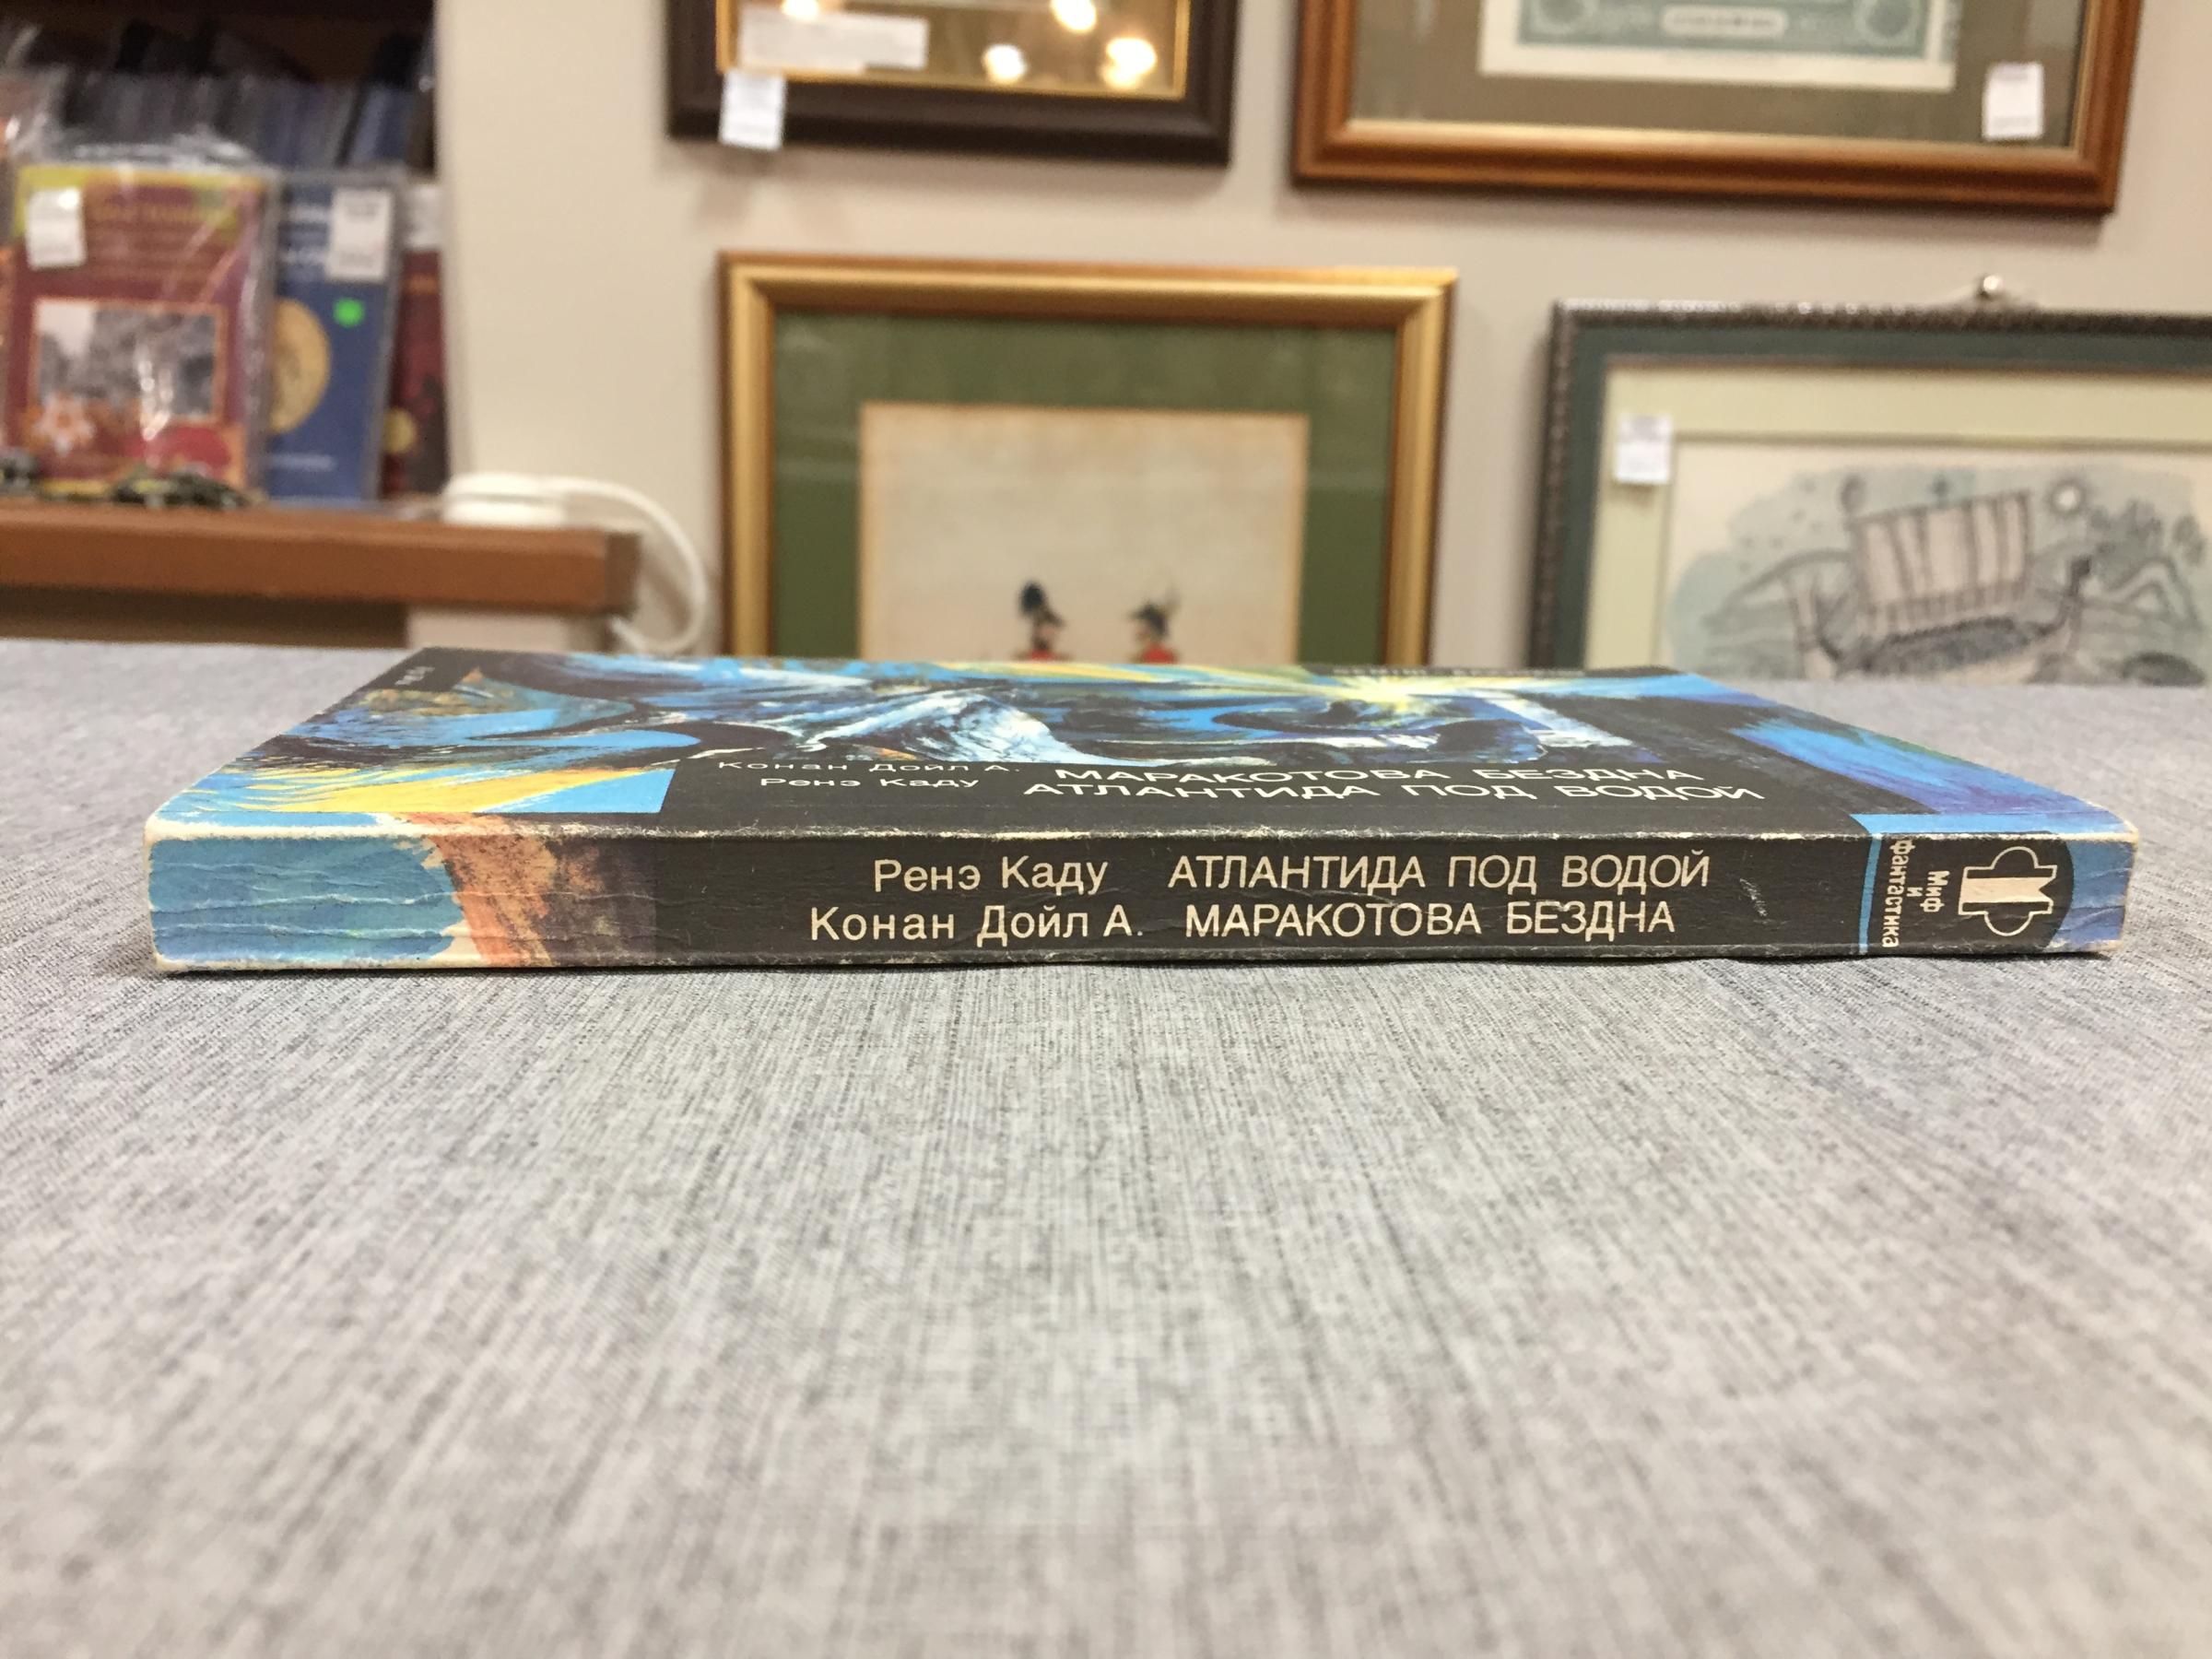 Конан Дойл А. МАРАКОТОВА БЕЗДНА
Ренэ Каду АТЛАНТИДА ПОД ВОДОЙ
Ренэ Каду АТЛАНТИДА ПОД ВОДОЙ
Конан Дойл А. МАРАКОТОВА БЕЗДНА
Миф
и
фантастика